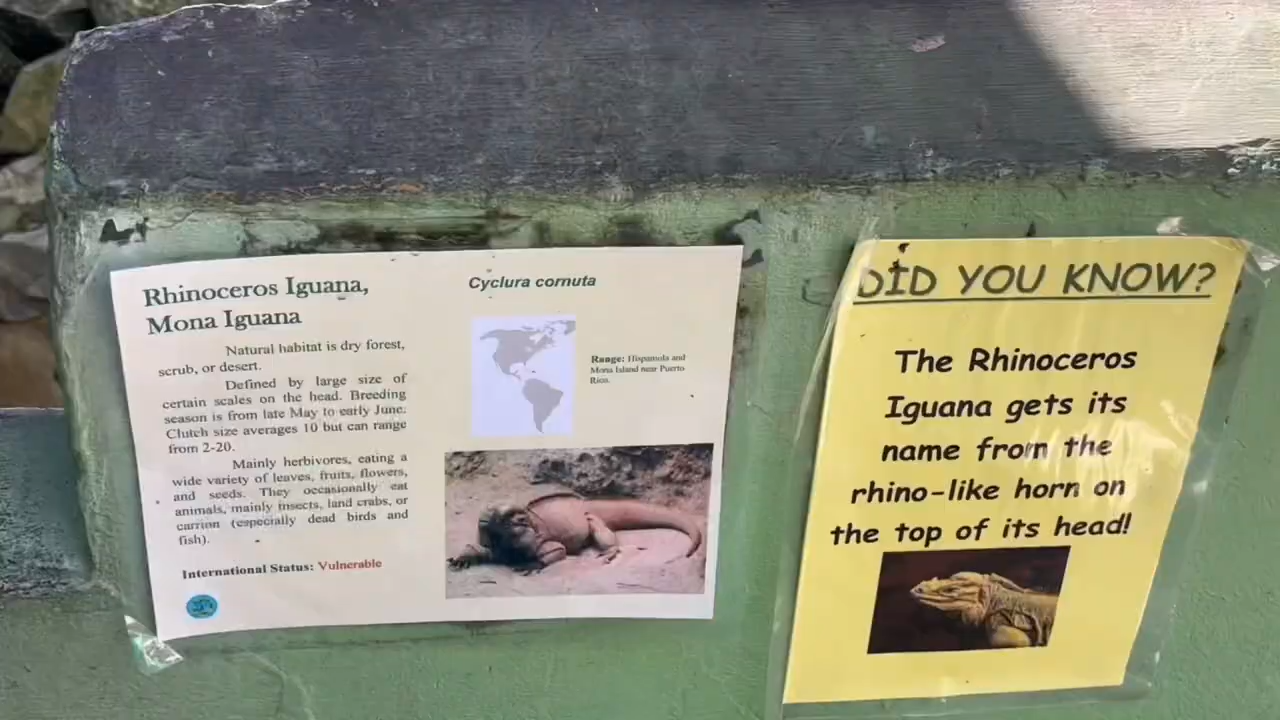 Rhinoceros Iguana,
Mona Iguana
Natural habitat is dry forest,
scrub, or desert.
Defined by large size of
certain scales on the head. Breeding
season is from late May to early June.
Clutch size averages 10 but can range
from 2-20.
Mainly herbivores, eating a
wide variety of leaves, fruits, flowers,
and seeds. They occasionally eat
animals, mainly insects, land crabs, or
carrion (especially dead birds and
fish).
International Status: Vulnerable
Cyclura cornuta
Range: Hispaniola and
Mona Island near Puerto
Rico.
DID YOU KNOW?
The Rhinoceros
Iguana gets its
name from the
rhino-like horn on
the top of its head!